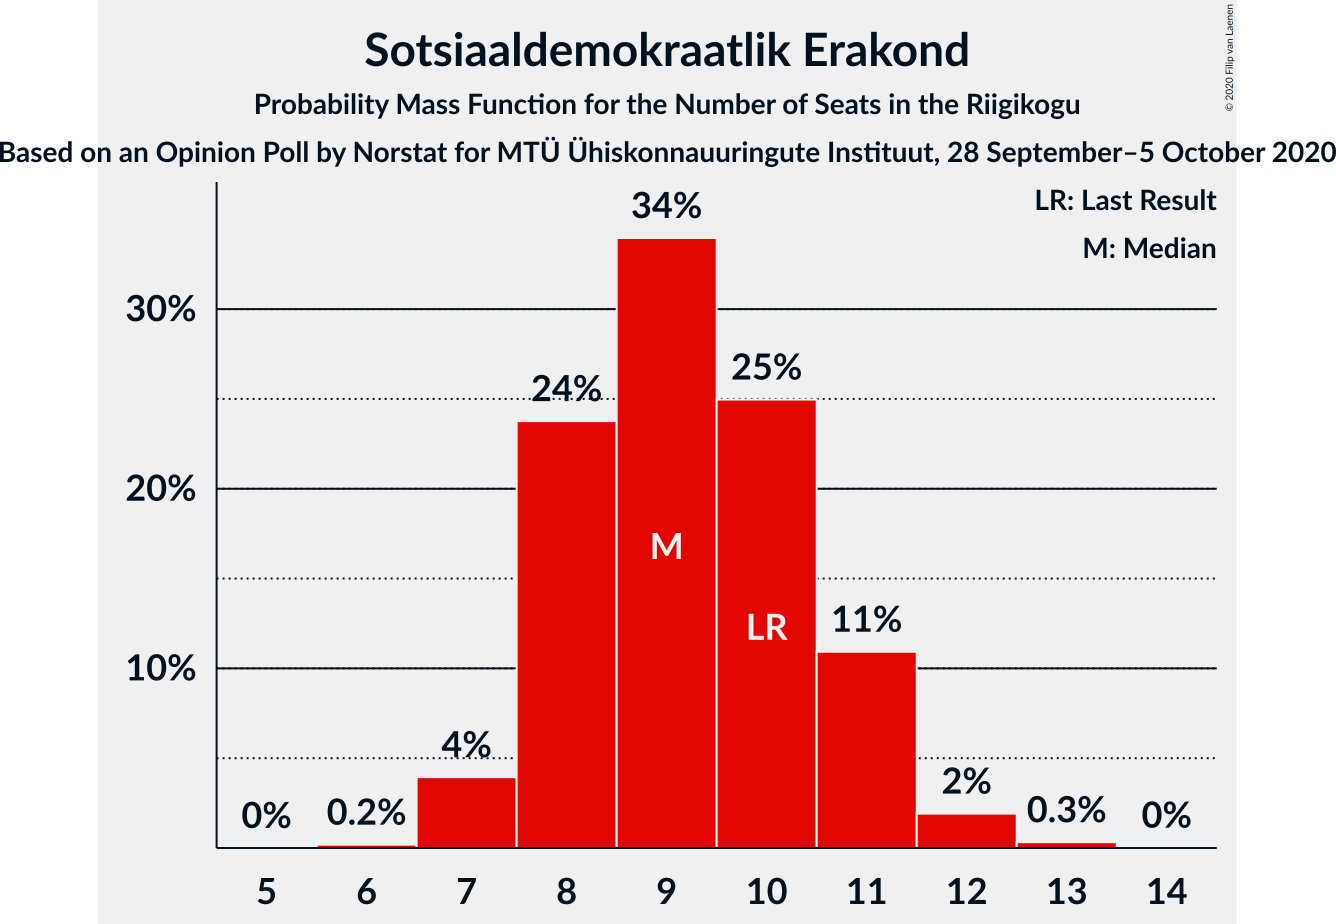 Sotsiaaldemokraatlik Erakond
Probability Mass Function for the Number of Seats in the Riigikogu
Based on an Opinion Poll by Norstat for MTÜ Ühiskonnauuringute Instituut, 28 September–5 October 2020
© 2020 Filip van Laenen
LR: Last Result
M: Median
34%
30%
25%
24%
20%
M
LR
11%
10%
4%
2%
0%
0.2%
0.3%
0%
5 6 7 8 9 10 11 12 13 14